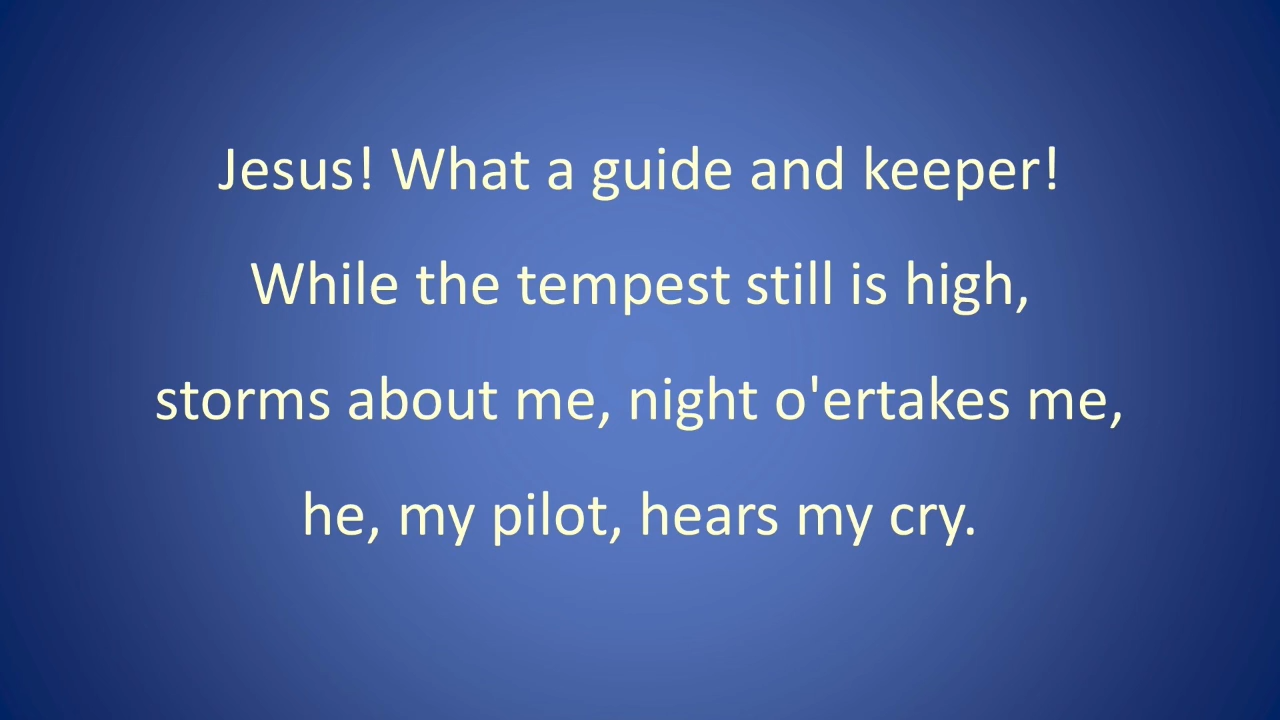 Jesus! What a guide and keeper!
While the tempest still is high,
storms about me, night o'ertakes me,
he, my pilot, hears my cry.